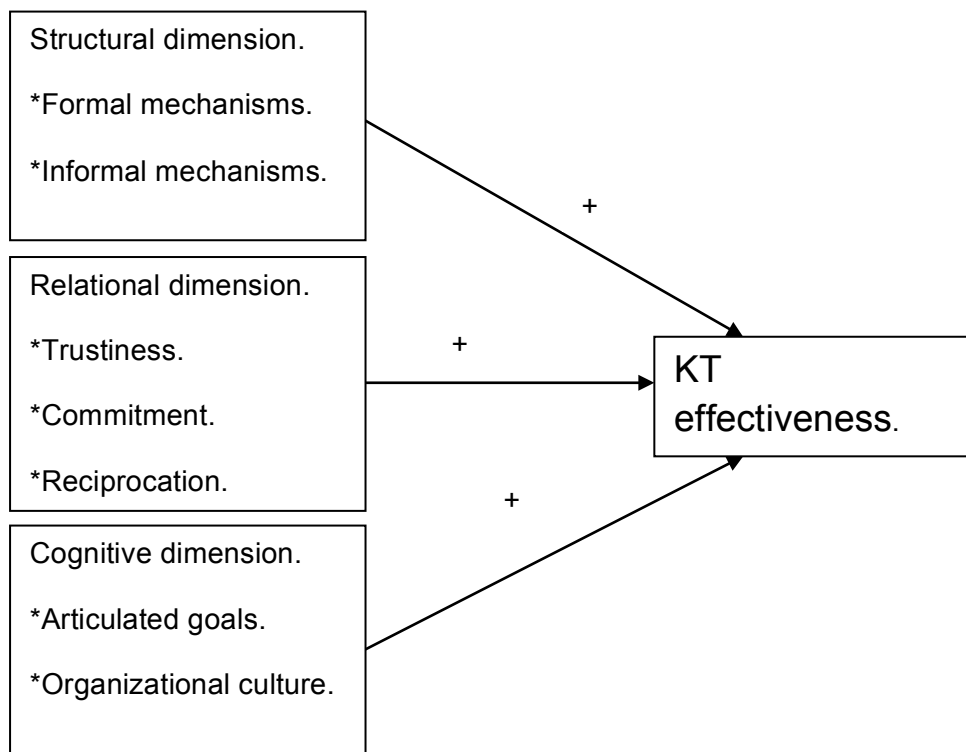 Structural dimension.
*Formal mechanisms.
*Informal mechanisms.
+
Relational dimension.
*Trustiness.
*Commitment.
*Reciprocation.
+
KT
effectiveness.
Cognitive dimension.
*Articulated goals.
*Organizational culture.
+